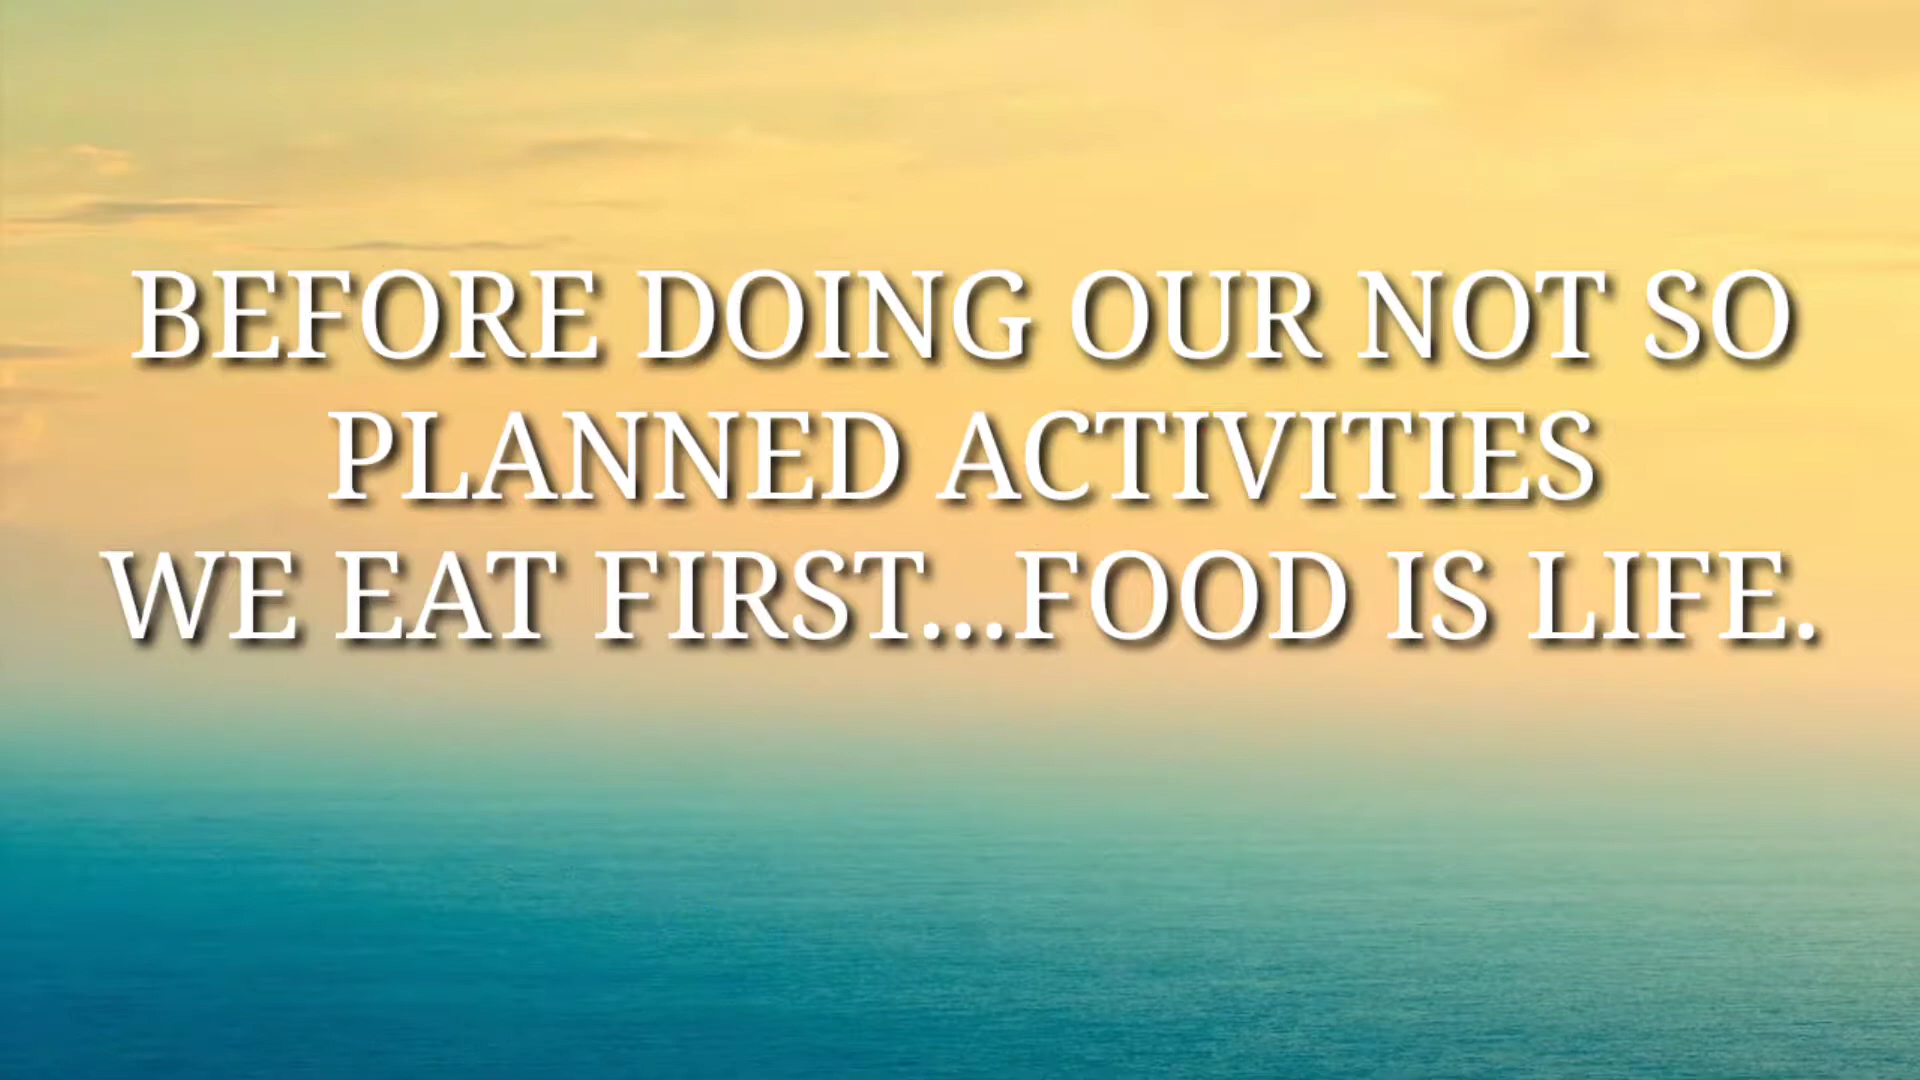 BEFORE DOING OUR NOT SO
PLANNED ACTIVITIES
WE EAT FIRST...FOOD IS LIFE.